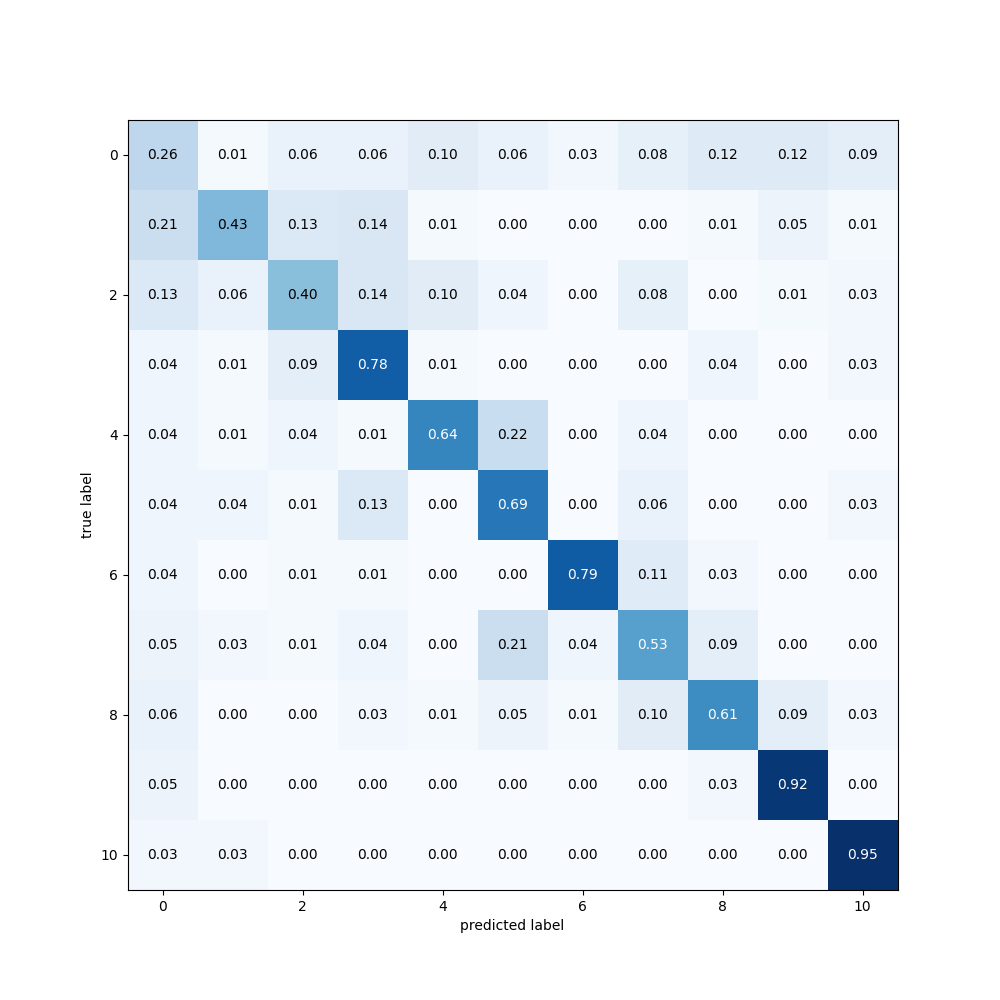 0 0.26 0.01 0.06 0.06 0.10 0.06 0.03 0.08 0.12 0.12 0.09
0.21 0.43 0.13 0.14 0.01 0.00 0.00 0.00 0.01 0.05 0.01
2 0.13 0.06 0.40 0.14 0.10 0.04 0.00 0.08 0.00 0.01 0.03
0.04 0.01 0.09 0.78 0.01 0.00 0.00 0.00 0.04 0.00 0.03
4 0.04 0.01 0.04 0.01 0.64 0.22 0.00 0.04 0.00 0.00 0.00
true label
0.04 0.04 0.01 0.13 0.00 0.69 0.00 0.06 0.00 0.00 0.03
6 0.04 0.00 0.01 0.01 0.00 0.00 0.79 0.11 0.03 0.00 0.00
0.05 0.03 0.01 0.04 0.00 0.21 0.04 0.53 0.09 0.00 0.00
8 0.06 0.00 0.00 0.03 0.01 0.05 0.01 0.10 0.61 0.09 0.03
0.05 0.00 0.00 0.00 0.00 0.00 0.00 0.00 0.03 0.92 0.00
10 0.03 0.03 0.00 0.00 0.00 0.00 0.00 0.00 0.00 0.00 0.95
0 2 4 6 8 10
predicted label